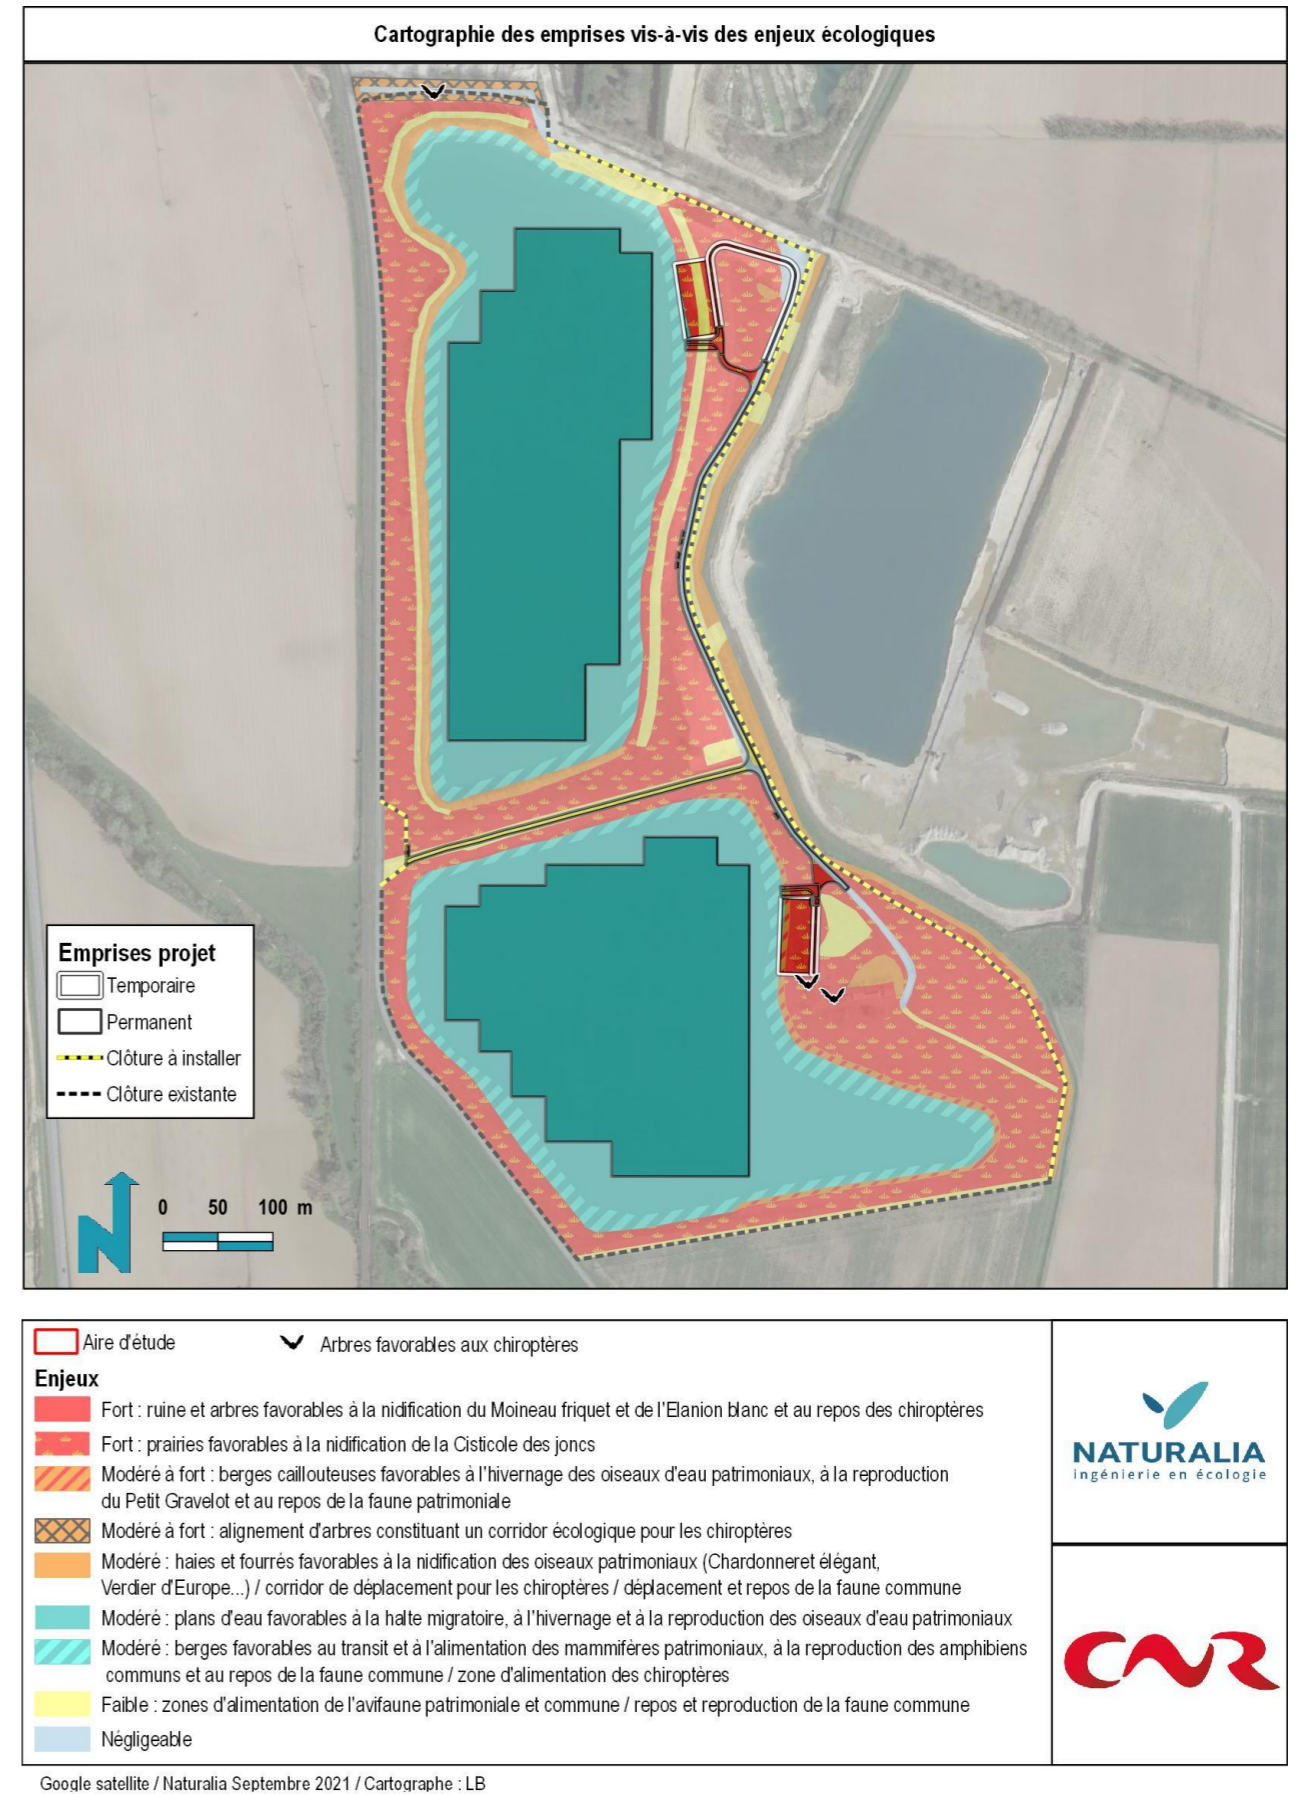 Cartographie des emprises vis-à-vis des enjeux écologiques
Emprises projet
Temporaire
Permanent
Clôture à installer
Clôture existante
N
0 50 100 m
Aire d'étude
Arbres favorables aux chiroptères
Enjeux
Fort : ruine et arbres favorables à la nidification du Moineau friquet et de l'Elanion blanc et au repos des chiroptères
Fort : prairies favorables à la nidification de la Cisticole des joncs
Modéré à fort : berges caillouteuses favorables à l'hivernage des oiseaux d'eau patrimoniaux, à la reproduction
du Petit Gravelot et au repos de la faune patrimoniale
Modéré à fort : alignement d'arbres constituant un corridor écologique pour les chiroptères
Modéré : haies et fourrés favorables à la nidification des oiseaux patrimoniaux (Chardonneret élégant,
Verdier d'Europe...) / corridor de déplacement pour les chiroptères / déplacement et repos de la faune commune
Modéré : plans d'eau favorables à la halte migratoire, à l'hivernage et à la reproduction des oiseaux d'eau patrimoniaux
Modéré : berges favorables au transit et à l'alimentation des mammifères patrimoniaux, à la reproduction des amphibiens
communs et au repos de la faune commune / zone d'alimentation des chiroptères
Faible : zones d'alimentation de l'avifaune patrimoniale et commune / repos et reproduction de la faune commune
Négligeable
NATURALIA
ingénierie en écologie
CNR
Google satellite / Naturalia Septembre 2021 / Cartographe : LB